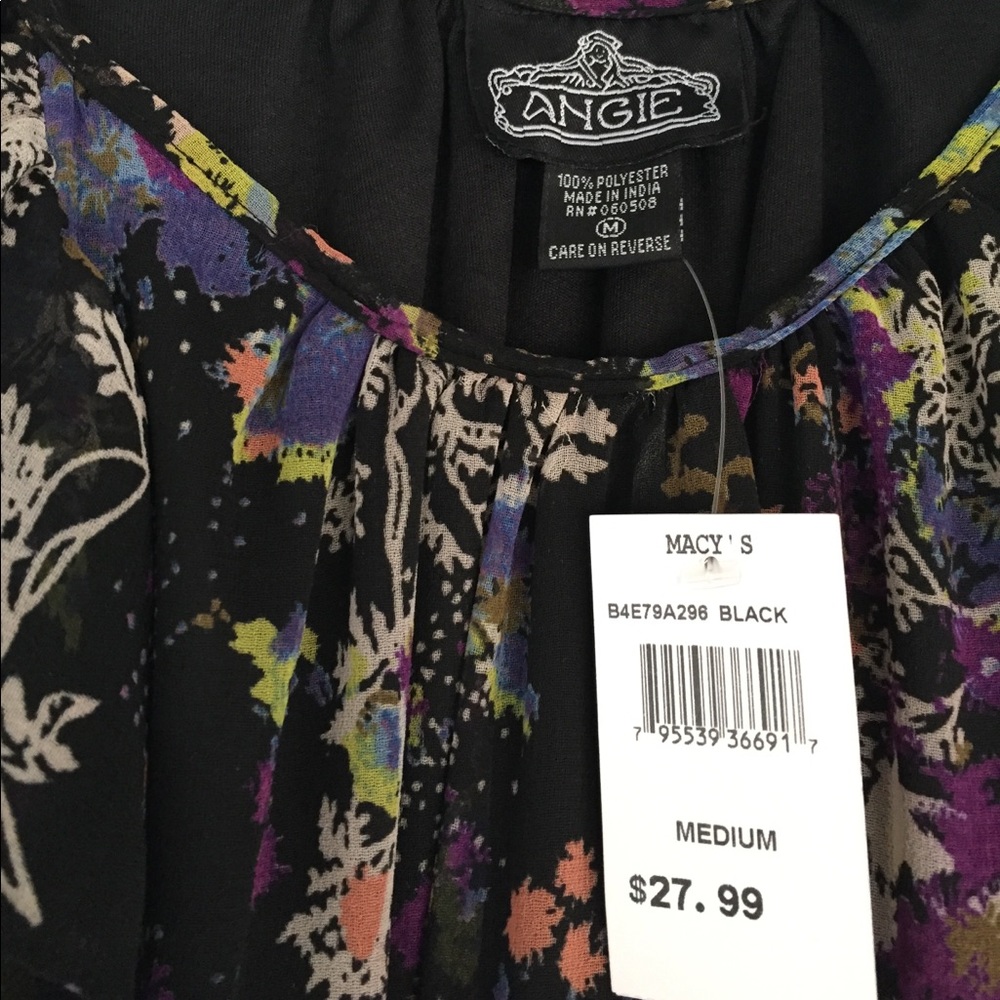 ANGIE
100% POLYESTER
MADE IN INDIA
RN# 060508
M
CARE ON REVERSE
MACY'S
B4E79A296 BLACK
7 95539 36691 7
MEDIUM
$27.99